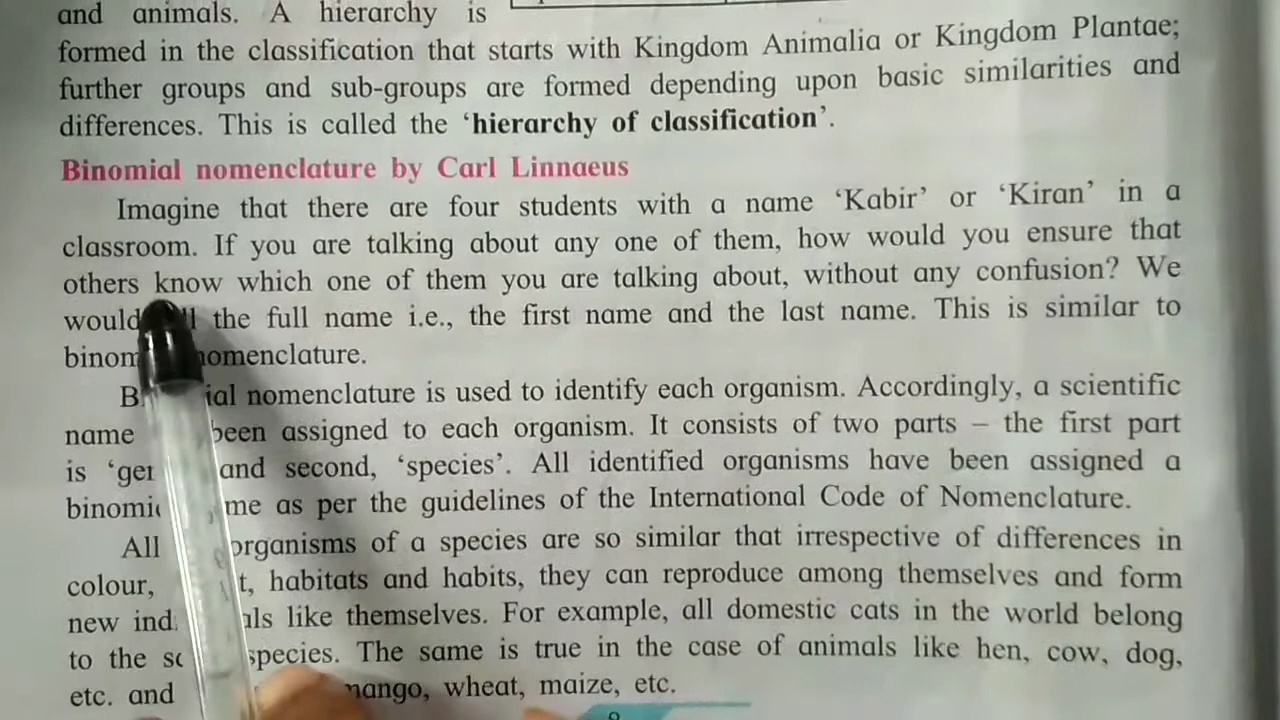 and animals. A hierarchy is
formed in the classification that starts with Kingdom Animalia or Kingdom Plantae;
further groups and sub-groups are formed depending upon basic similarities and
differences. This is called the ‘hierarchy of classification’.
Binomial nomenclature by Carl Linnaeus
Imagine that there are four students with a name ‘Kabir’ or ‘Kiran’ in a
classroom. If you are talking about any one of them, how would you ensure that
others know which one of them you are talking about, without any confusion? We
would the full name i.e., the first name and the last name. This is similar to
nomenclature.
nomenclature is used to identify each organism. Accordingly, a scientific
name been assigned to each organism. It consists of two parts – the first part
is and second, ‘species’. All identified organisms have been assigned a
as per the guidelines of the International Code of Nomenclature.
All organisms of a species are so similar that irrespective of differences in
colour, habitats and habits, they can reproduce among themselves and form
new like themselves. For example, all domestic cats in the world belong
to the species. The same is true in the case of animals like hen, cow, dog,
etc. and mango, wheat, maize, etc.